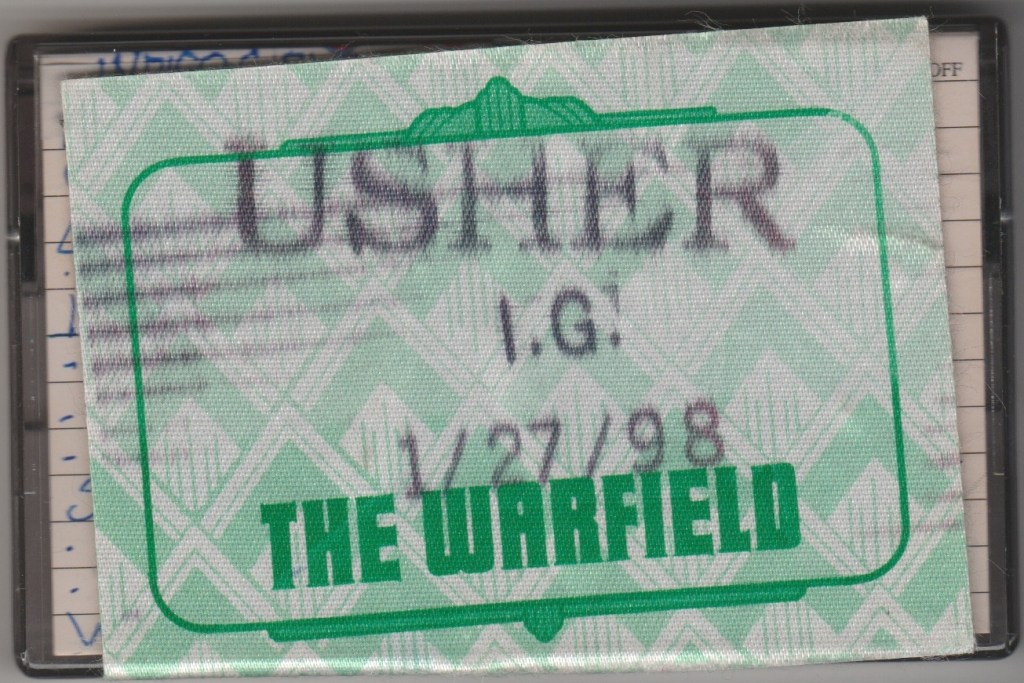 OFF
USHER
I.G.
1/27/98
THE WARFIELD